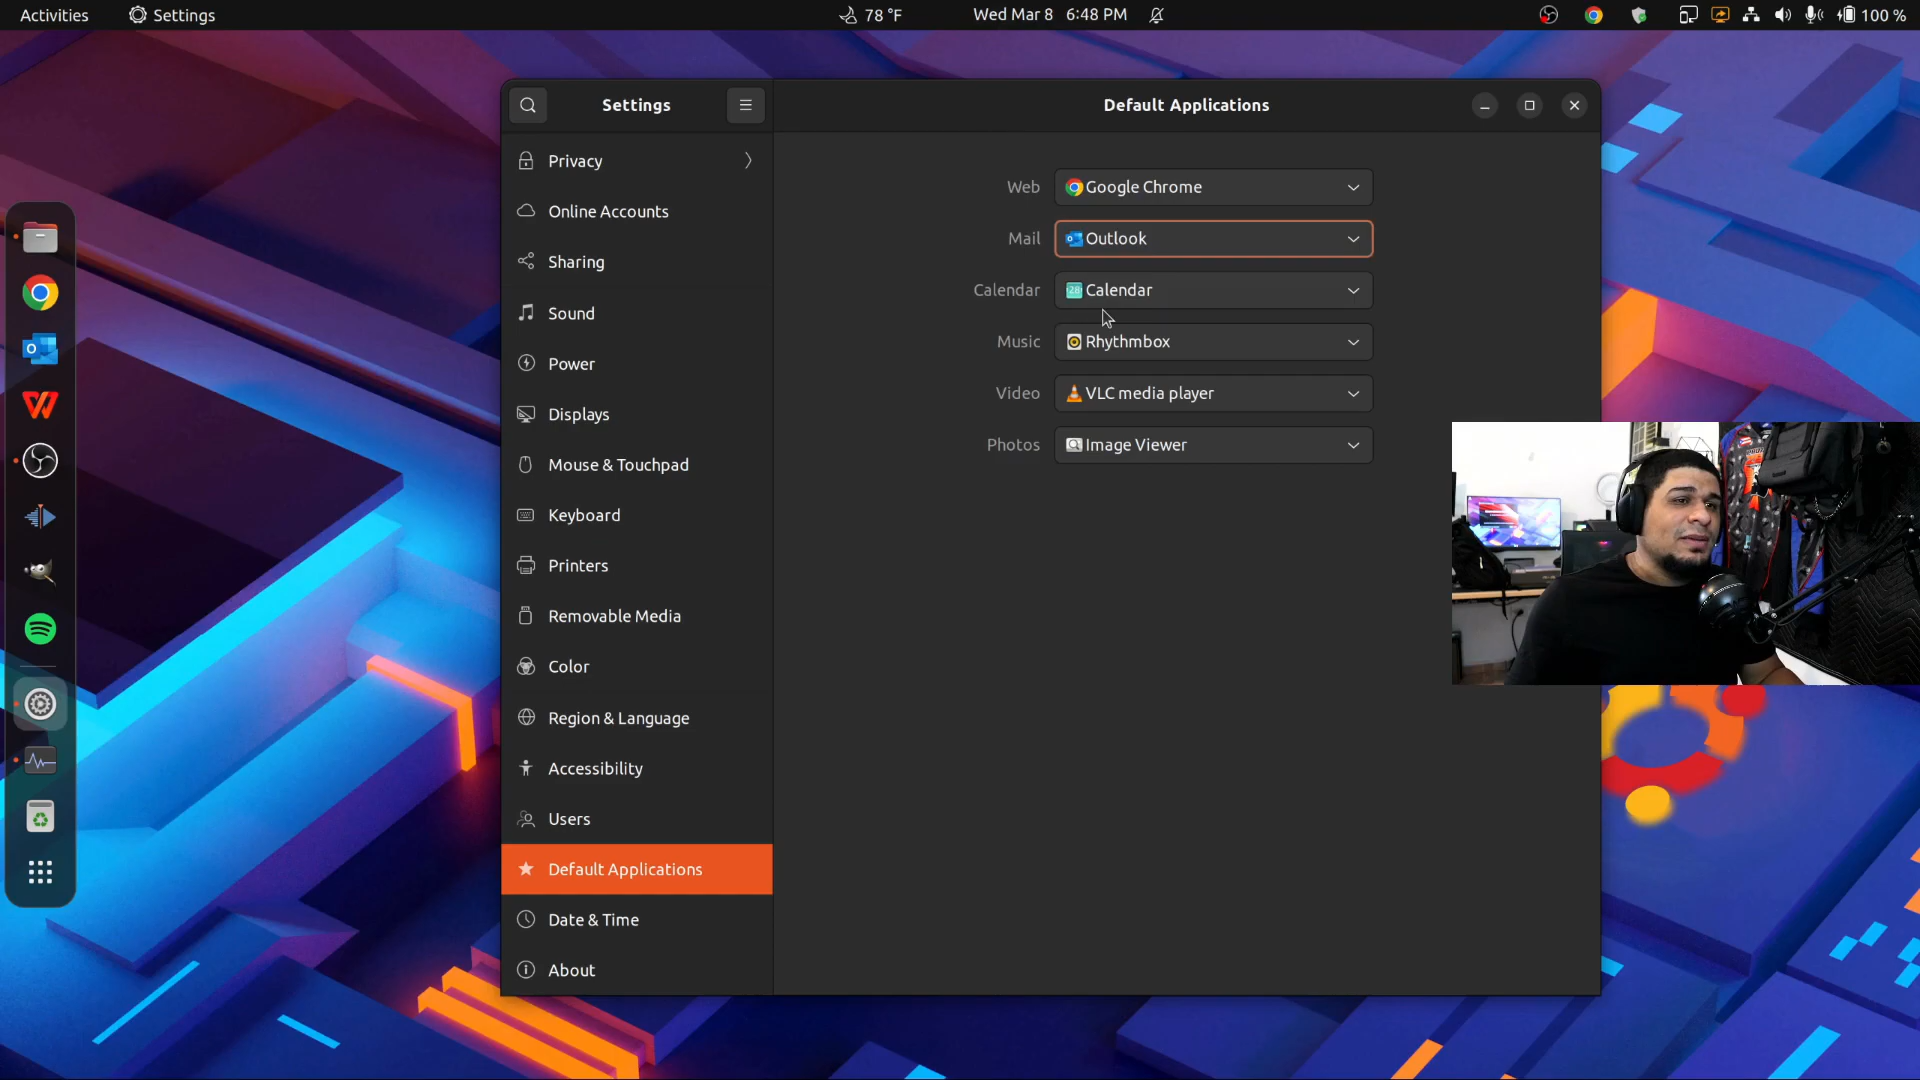 Activities
Settings
78 °F
Wed Mar 8 6:48 PM
100 %
Settings
Default Applications
Privacy
Online Accounts
Sharing
Sound
Power
Displays
Mouse & Touchpad
Keyboard
Printers
Removable Media
Color
Region & Language
Accessibility
Users
Default Applications
Date & Time
About
Web
Google Chrome
Mail
Outlook
Calendar
28
Calendar
Music
Rhythmbox
Video
VLC media player
Photos
Image Viewer